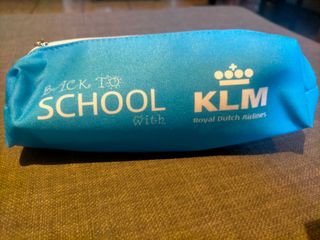 BACK TO
SCHOOL
With
KLM
Royal Dutch Airlines